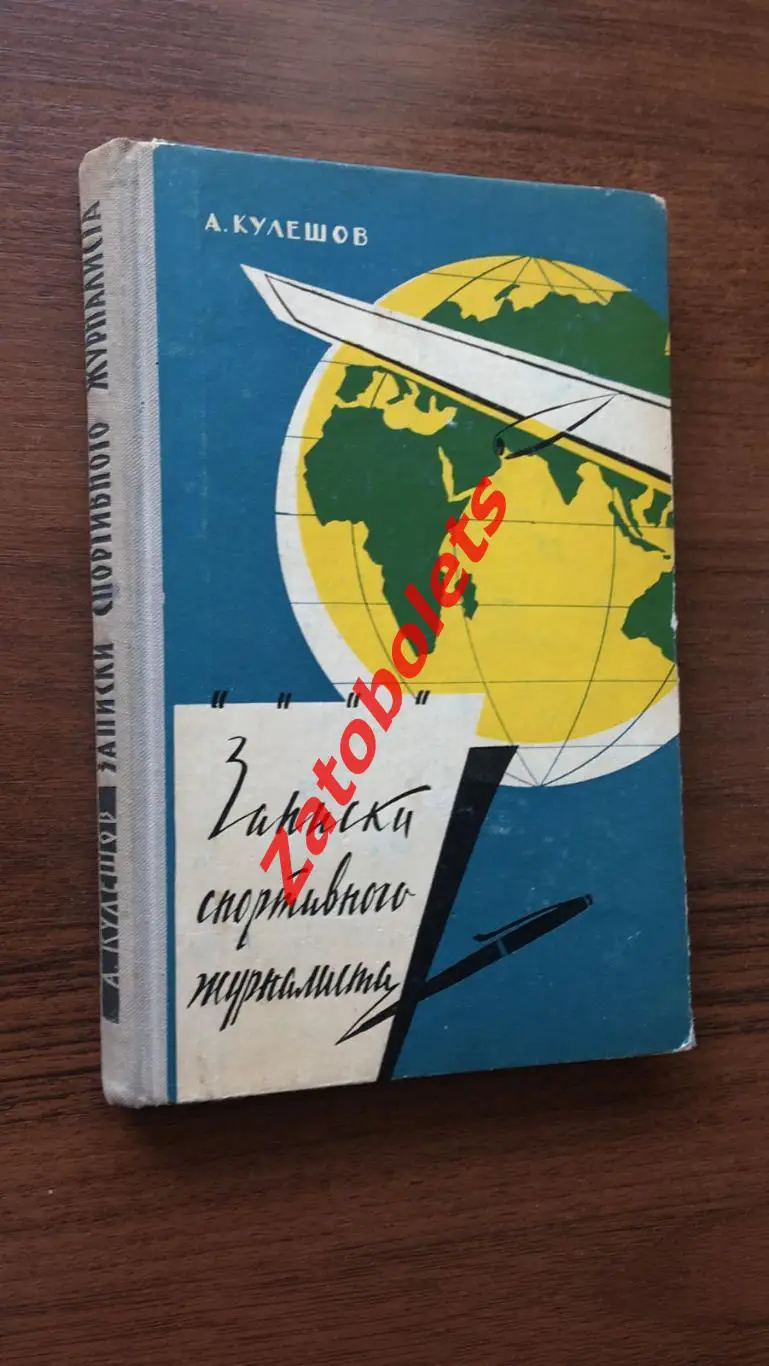 А. КУЛЕШОВ
Записки
спортивного
журналиста
А. КУЛЕШОВ ЗАПИСКИ СПОРТИВНОГО ЖУРНАЛИСТА
Zatobolets